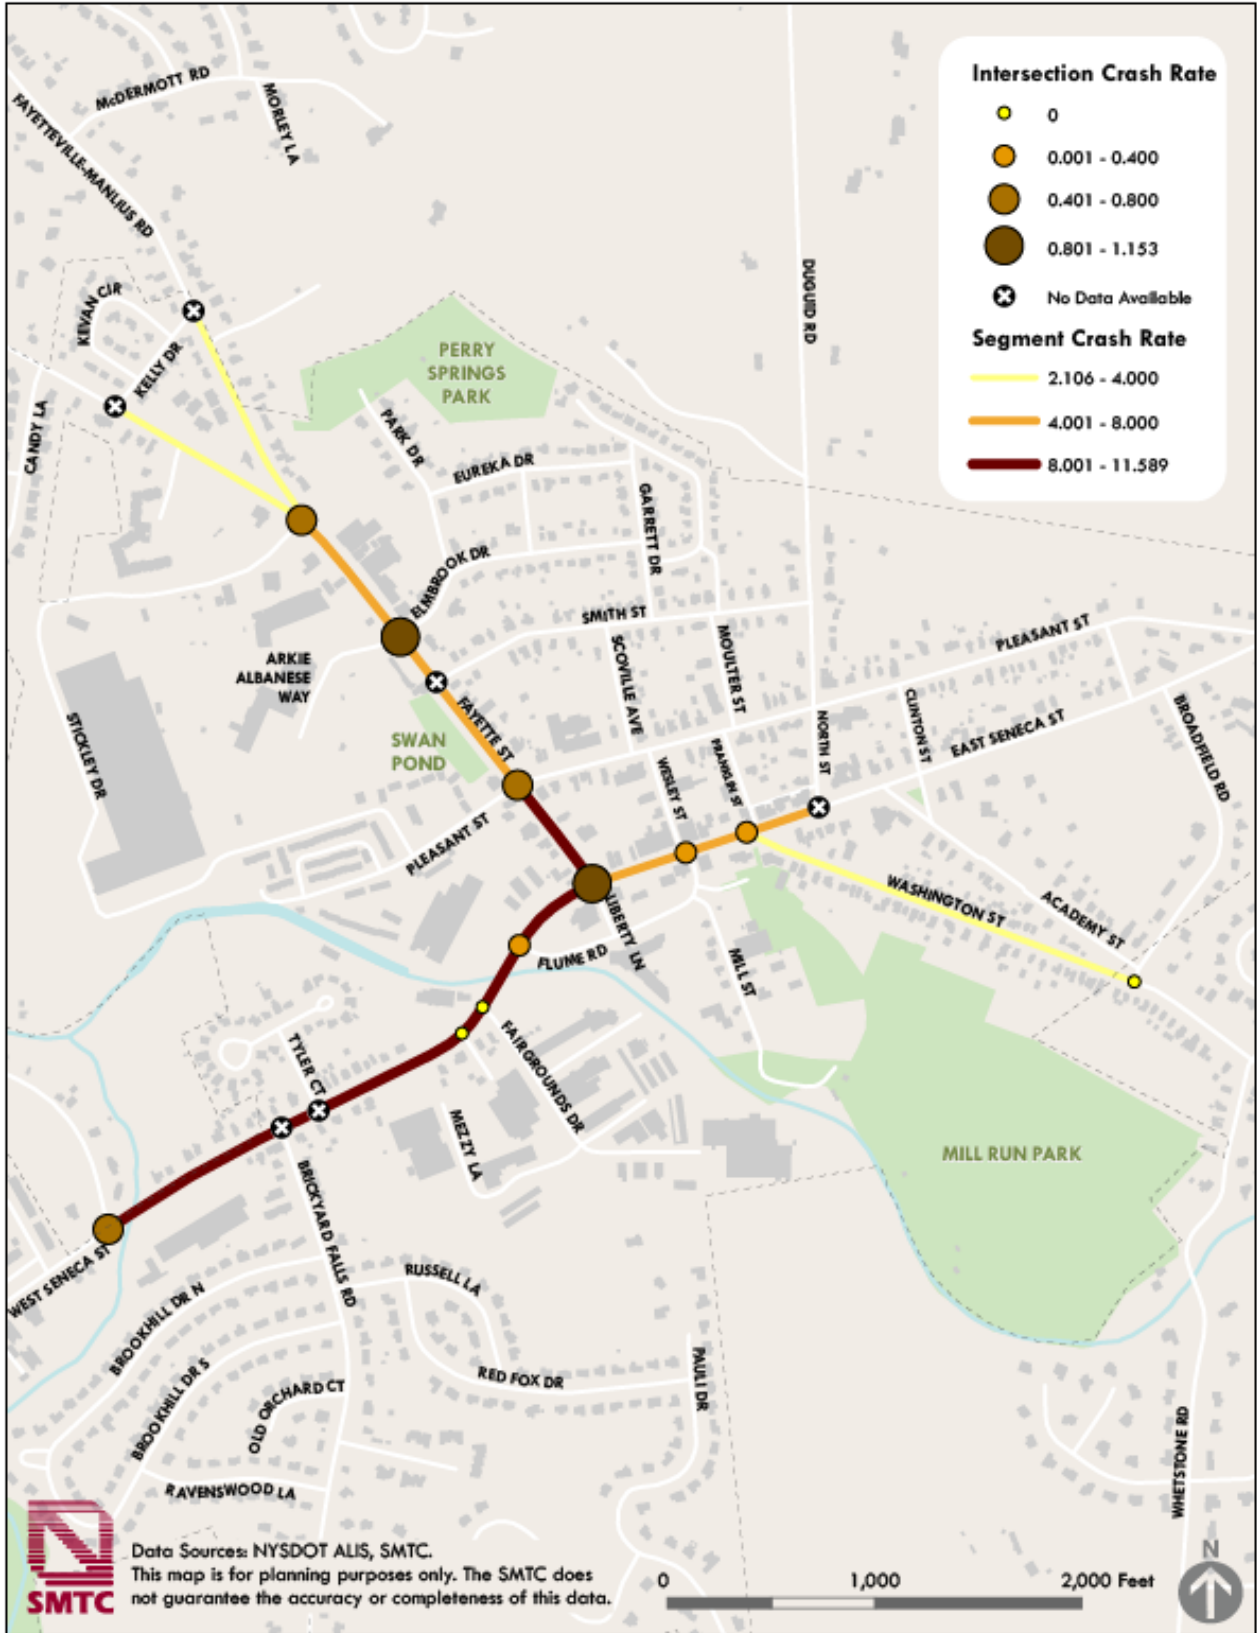 Intersection Crash Rate
0
0.001 - 0.400
0.401 - 0.800
0.801 - 1.153
No Data Available
Segment Crash Rate
2.106 - 4.000
4.001 - 8.000
8.001 - 11.589
McDERMOTT RD
MORLEY LA
FAYETTEVILLE-MANLIUS RD
DUGUID RD
KEVAN CIR
KELLY DR
CANDY LA
PERRY
SPRINGS
PARK
PARK DR
EUREKA DR
GARRETT DR
ELMBROOK DR
SMITH ST
SCOVILLE AVE
MOULTER ST
PLEASANT ST
ARKIE
ALBANESE
WAY
STICKLEY DR
SWAN
POND
FAYETTE ST
WESLEY ST
FRANKLIN ST
NORTH ST
CLINTON ST
EAST SENECA ST
BROADFIELD RD
PLEASANT ST
WASHINGTON ST
ACADEMY ST
LIBERTY LN
FLUME RD
MILL ST
TYLER CT
FAIRGROUNDS DR
MEZZY LA
MILL RUN PARK
BRICKYARD FALLS RD
WEST SENECA ST
BROOKHILL DR N
RUSSELL LA
BROOKHILL DR S
OLD ORCHARD CT
RED FOX DR
PAULI DR
RAVENSWOOD LA
WHETSTONE RD
SMTC
Data Sources: NYSDOT ALIS, SMTC.
This map is for planning purposes only. The SMTC does
not guarantee the accuracy or completeness of this data.
0 1,000 2,000 Feet
N